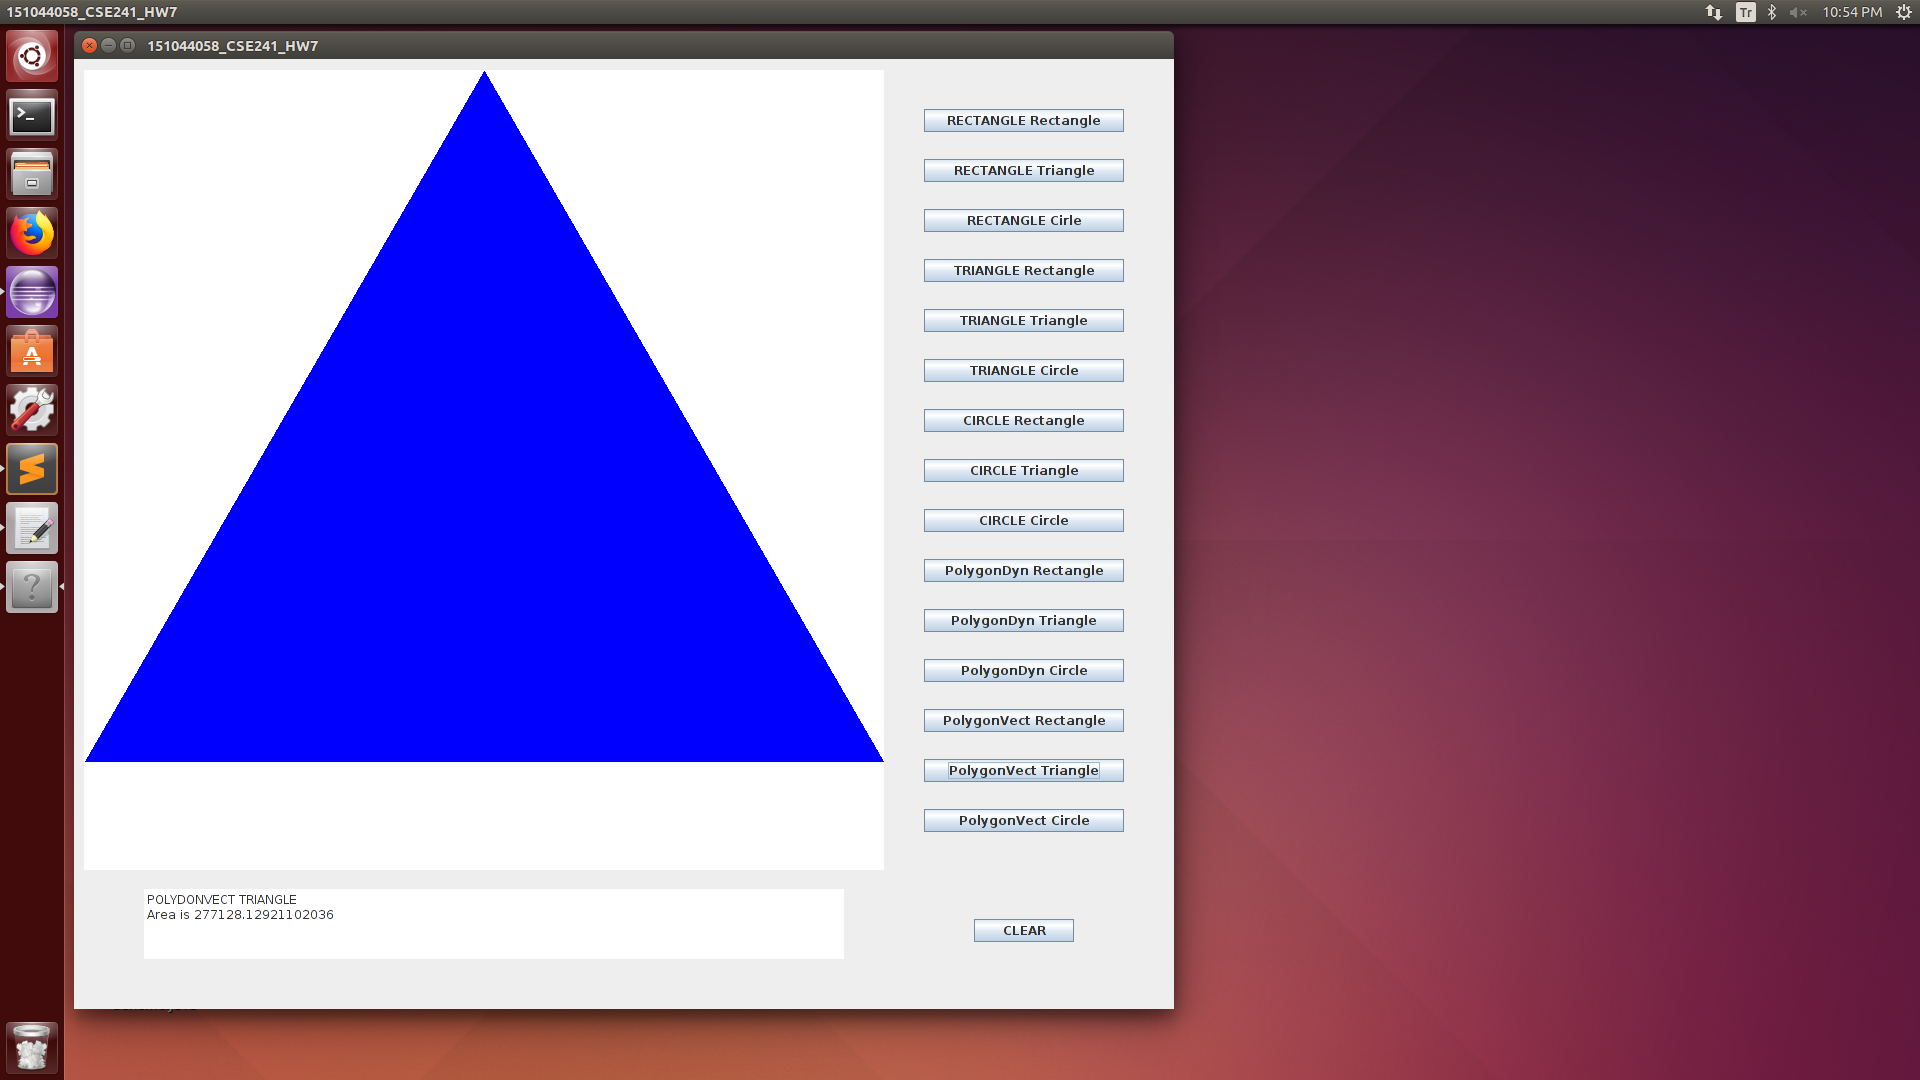 151044058_CSE241_HW7
Tr
10:54 PM
151044058_CSE241_HW7
RECTANGLE Rectangle
RECTANGLE Triangle
RECTANGLE Cirle
TRIANGLE Rectangle
TRIANGLE Triangle
TRIANGLE Circle
CIRCLE Rectangle
CIRCLE Triangle
CIRCLE Circle
PolygonDyn Rectangle
PolygonDyn Triangle
PolygonDyn Circle
PolygonVect Rectangle
PolygonVect Triangle
PolygonVect Circle
POLYDONVECT TRIANGLE
Area is 277128.12921102036
CLEAR